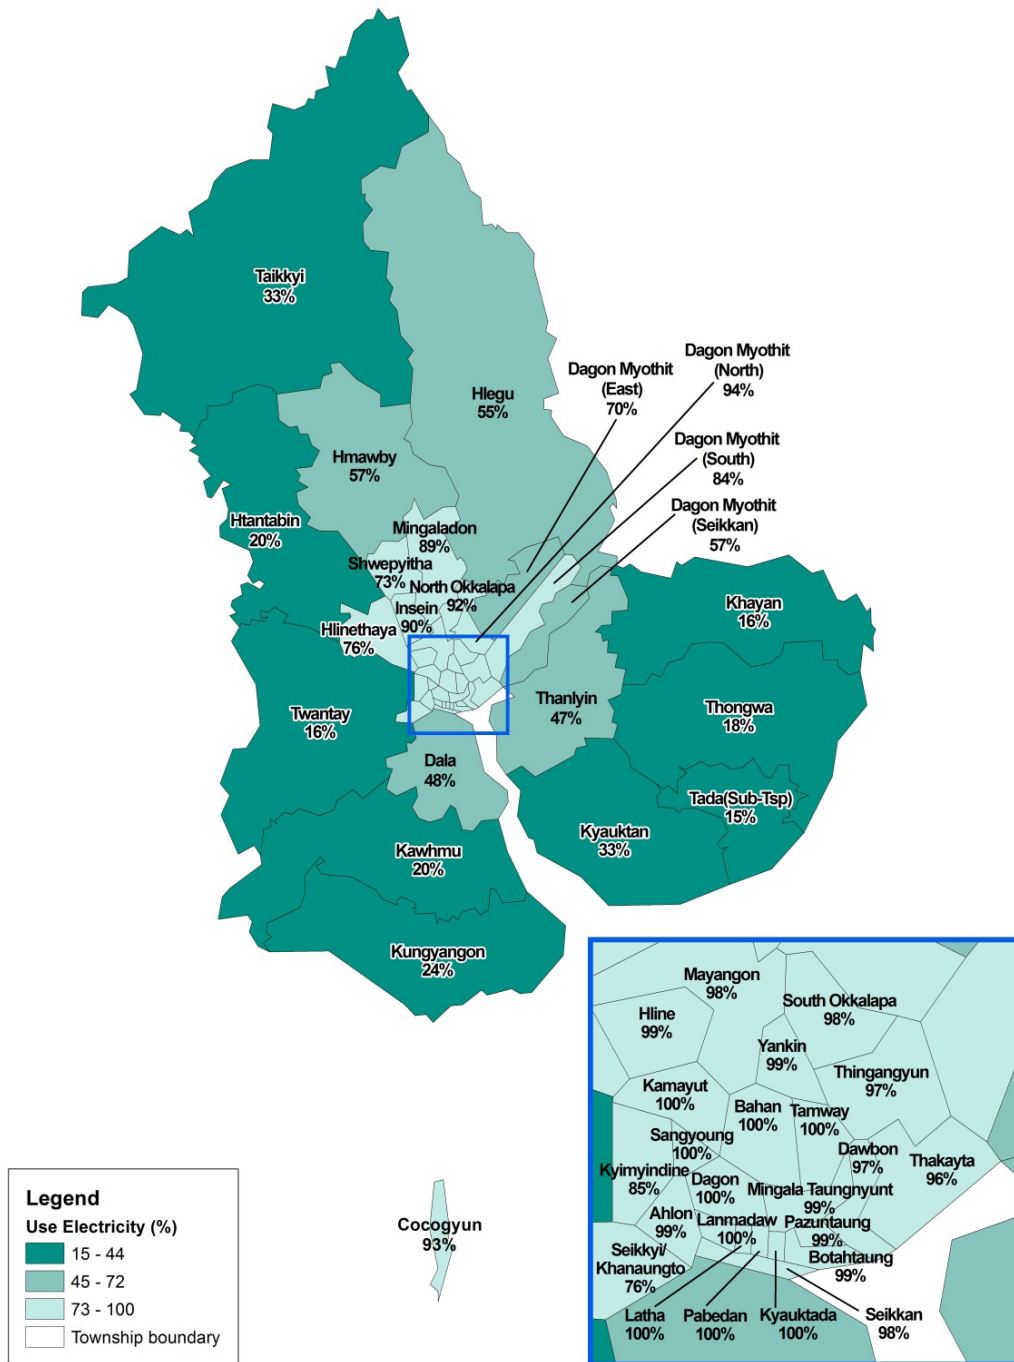 Taikkyi
33%
Hlegu
55%
Dagon Myothit
(East)
70%
Dagon Myothit
(North)
94%
Dagon Myothit
(South)
84%
Dagon Myothit
(Seikkan)
57%
Hmawby
57%
Htantabin
20%
Mingaladon
89%
Shwepyitha
73%
North Okkalapa
92%
Insein
90%
Hlinethaya
76%
Khayan
16%
Twantay
16%
Thanlyin
47%
Thongwa
18%
Dala
48%
Tada(Sub-Tsp)
15%
Kyauktan
33%
Kawhmu
20%
Kungyangon
24%
Mayangon
98%
South Okkalapa
98%
Hline
99%
Yankin
99%
Thingangyun
97%
Kamayut
100%
Bahan
100%
Tamway
100%
Sangyoung
100%
Dawbon
97%
Thakayta
96%
Kyimyindine
85%
Dagon
100%
Mingala Taungnyunt
99%
Ahlon
99%
Lanmadaw
100%
Pazuntaung
99%
Seikkyi/
Khanaungto
76%
Botahtaung
99%
Latha
100%
Pabedan
100%
Kyauktada
100%
Seikkan
98%
Cocogyun
93%
Legend
Use Electricity (%)
15 - 44
45 - 72
73 - 100
Township boundary